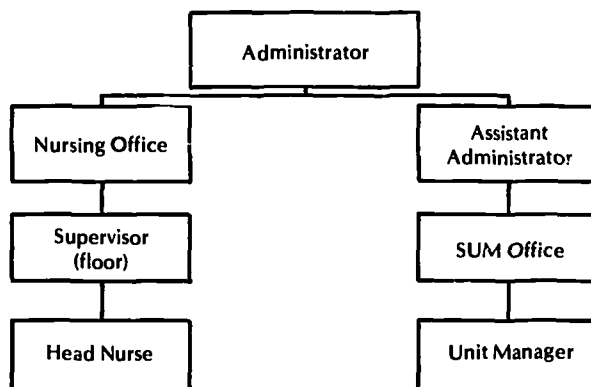 Administrator
Nursing Office
Assistant
Administrator
Supervisor
(floor)
SUM Office
Head Nurse
Unit Manager